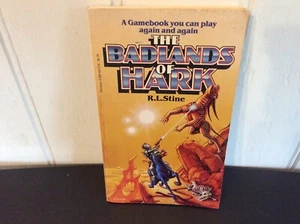 A Gamebook you can play
again and again
THE
BADLANDS
OF
HARK
R.L.Stine